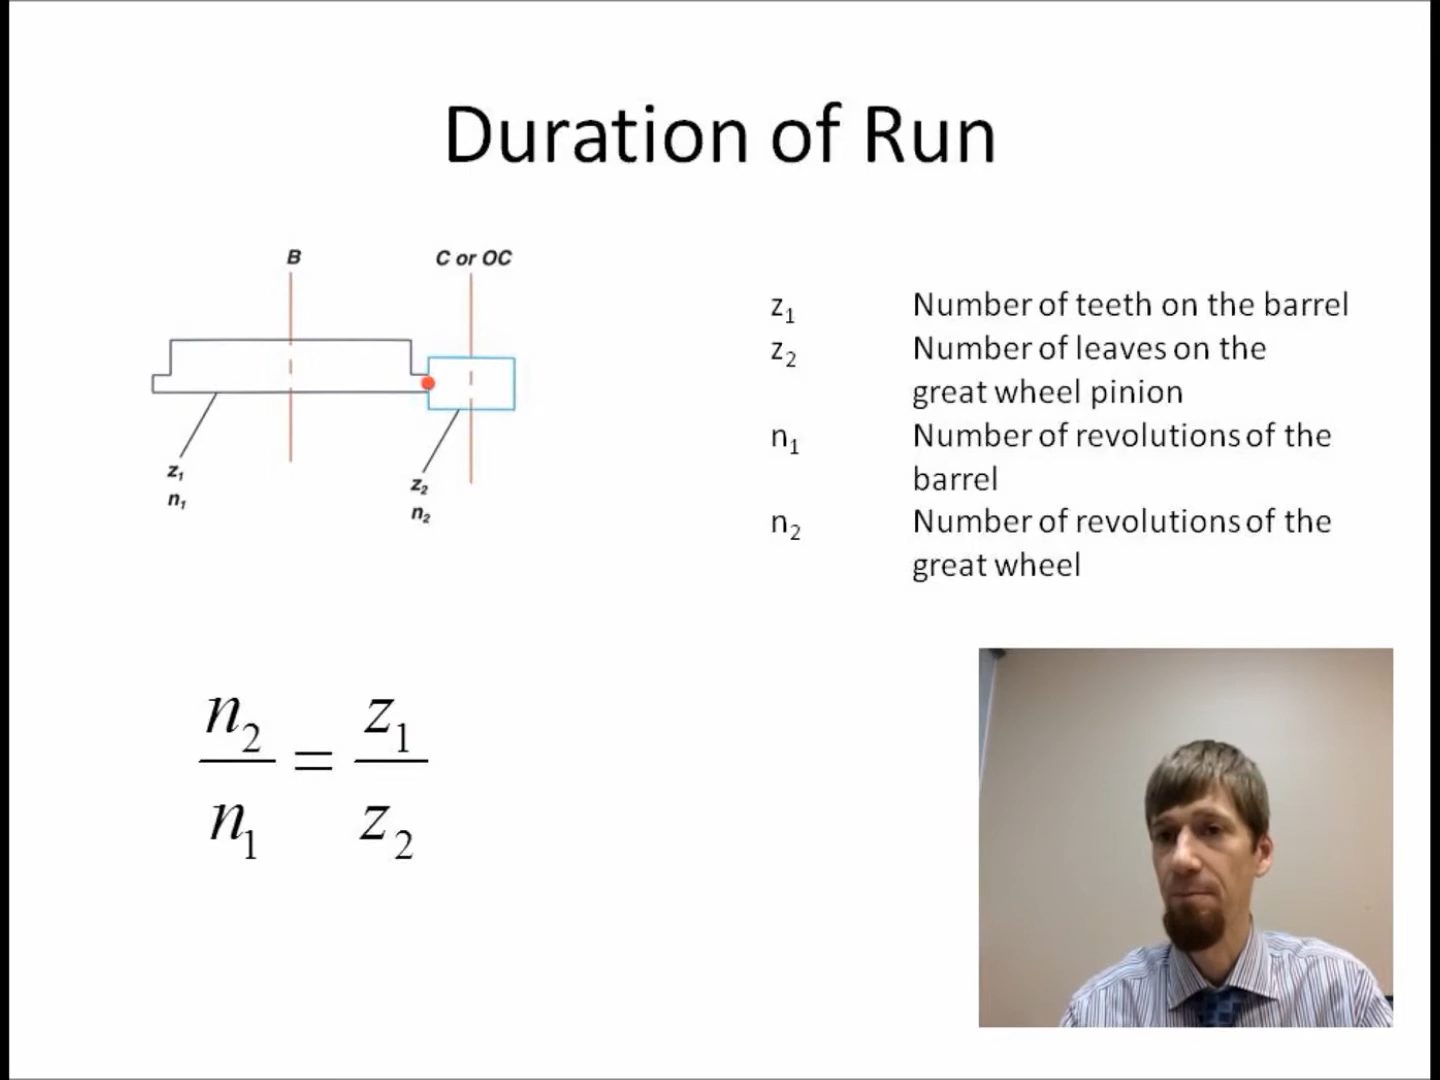 Duration of Run
B
C or OC
z₁
n₁
z₂
n₂
z₁ Number of teeth on the barrel
z₂ Number of leaves on the
great wheel pinion
n₁ Number of revolutions of the
barrel
n₂ Number of revolutions of the
great wheel
n₂/n₁ = z₁/z₂